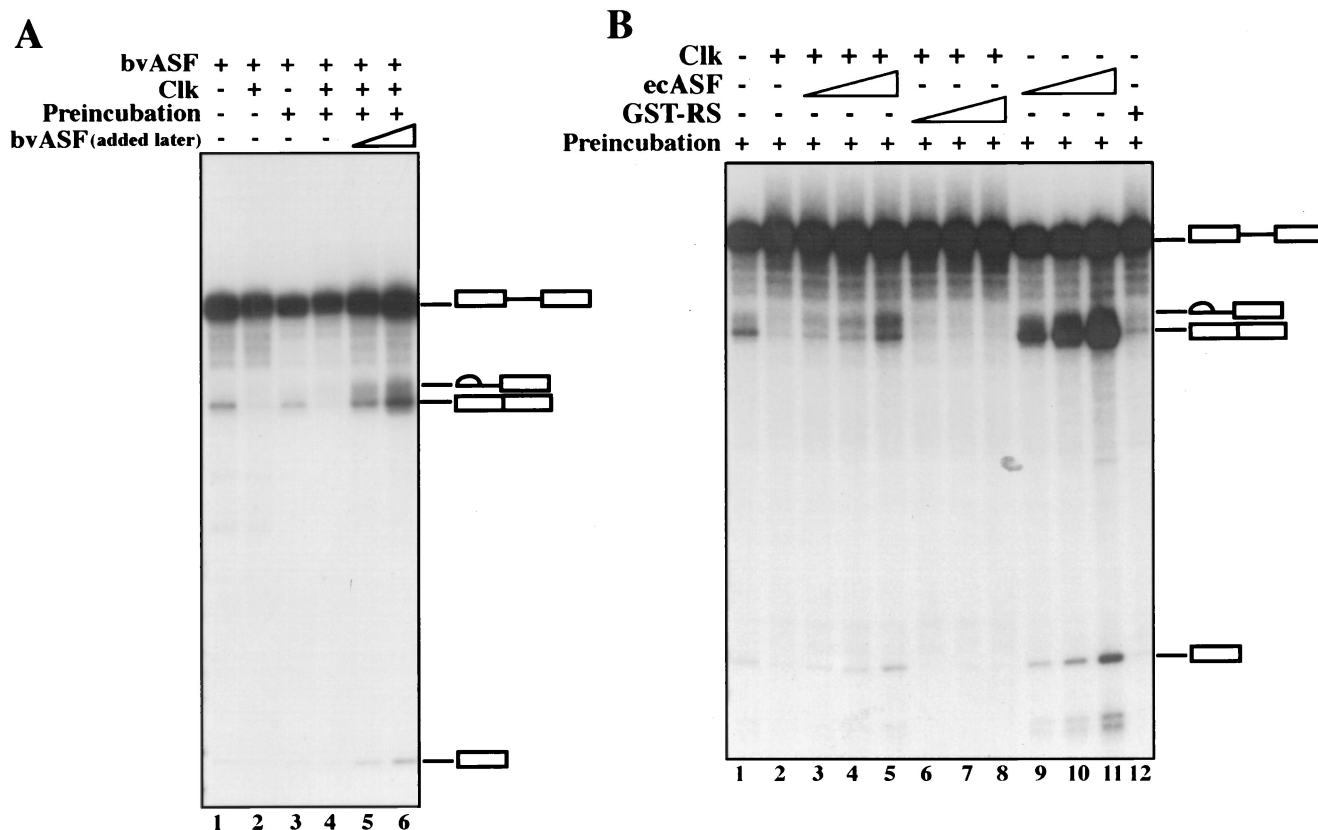 A
bvASF + + + + + +
Clk - + - + + +
Preincubation - - + + + +
bvASF (added later) - - - -
1 2 3 4 5 6
B
Clk - + + + + + + + - - - -
ecASF - - - - - -
GST-RS - - - - - - - - +
Preincubation + + + + + + + + + + + +
1 2 3 4 5 6 7 8 9 10 11 12